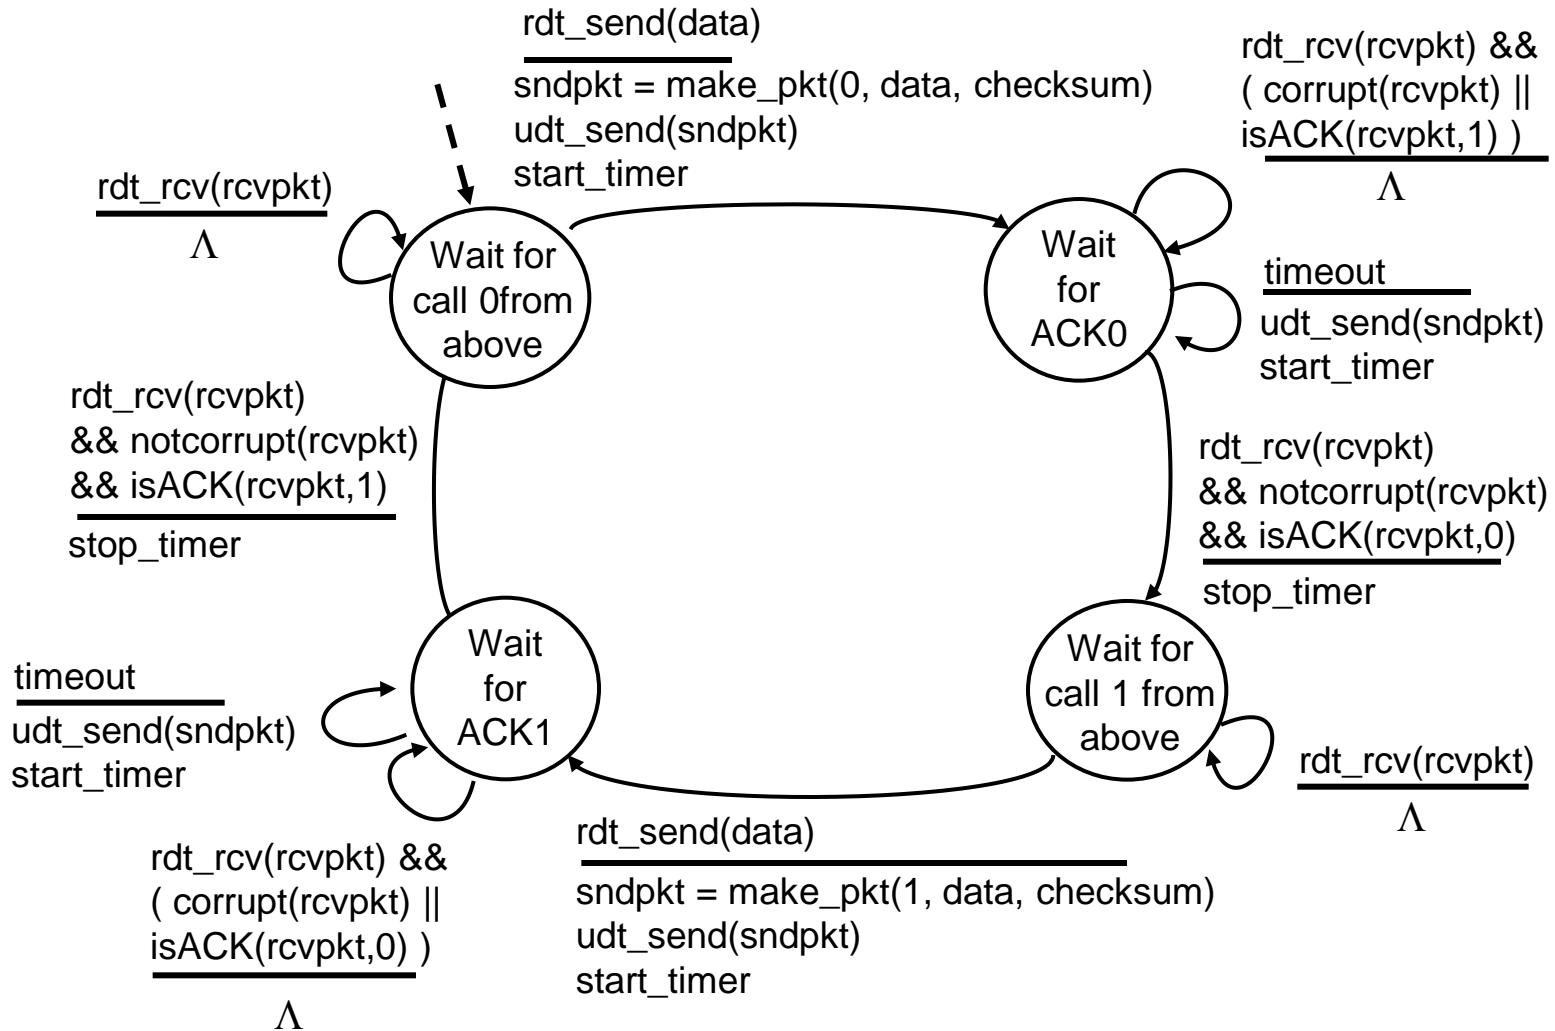 rdt_send(data)
sndpkt = make_pkt(0, data, checksum)
udt_send(sndpkt)
start_timer
rdt_rcv(rcvpkt) &&
( corrupt(rcvpkt) ||
isACK(rcvpkt,1) )
Λ
rdt_rcv(rcvpkt)
Λ
Wait for
call 0from
above
Wait
for
ACK0
timeout
udt_send(sndpkt)
start_timer
rdt_rcv(rcvpkt)
&& notcorrupt(rcvpkt)
&& isACK(rcvpkt,1)
stop_timer
rdt_rcv(rcvpkt)
&& notcorrupt(rcvpkt)
&& isACK(rcvpkt,0)
stop_timer
Wait
for
ACK1
Wait for
call 1 from
above
timeout
udt_send(sndpkt)
start_timer
rdt_rcv(rcvpkt)
Λ
rdt_rcv(rcvpkt) &&
( corrupt(rcvpkt) ||
isACK(rcvpkt,0) )
Λ
rdt_send(data)
sndpkt = make_pkt(1, data, checksum)
udt_send(sndpkt)
start_timer